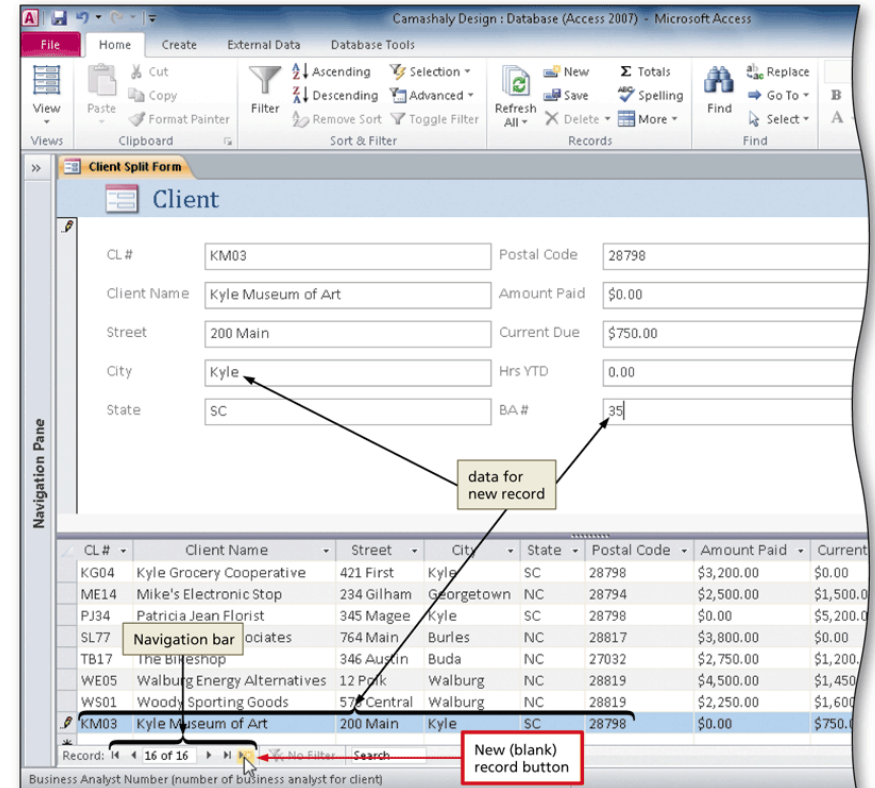 Camashaly Design : Database (Access 2007) - Microsoft Access
File Home Create External Data Database Tools
Cut Ascending Selection New Totals Replace
Copy Descending Advanced Save Spelling Go To B
View Paste Format Painter Filter Remove Sort Toggle Filter Refresh All Delete More Find Select A
Views Clipboard Sort & Filter Records Find
Client Split Form
Client
CL # KM03 Postal Code 28798
Client Name Kyle Museum of Art Amount Paid $0.00
Street 200 Main Current Due $750.00
City Kyle Hrs YTD 0.00
State SC BA # 35
Navigation Pane
data for
new record
CL # Client Name Street City State Postal Code Amount Paid Current
KG04 Kyle Grocery Cooperative 421 First Kyle SC 28798 $3,200.00 $0.00
ME14 Mike's Electronic Stop 234 Gilham Georgetown NC 28794 $2,500.00 $1,500.0
PJ34 Patricia Jean Florist 345 Magee Kyle SC 28798 $0.00 $5,200.0
SL77 ociates 764 Main Burles NC 28817 $3,800.00 $0.00
Navigation bar
TB17 The Bikeshop 346 Austin Buda NC 27032 $2,750.00 $1,200.
WE05 Walburg Energy Alternatives 12 Polk Walburg NC 28819 $4,500.00 $1,450
WS01 Woody Sporting Goods Central Walburg NC 28819 $2,250.00 $1,600
KM03 Kyle Museum of Art 200 Main Kyle SC 28798 $0.00 $750.
Record: 16 of 16 No Filter Search
New (blank)
record button
Business Analyst Number (number of business analyst for client)